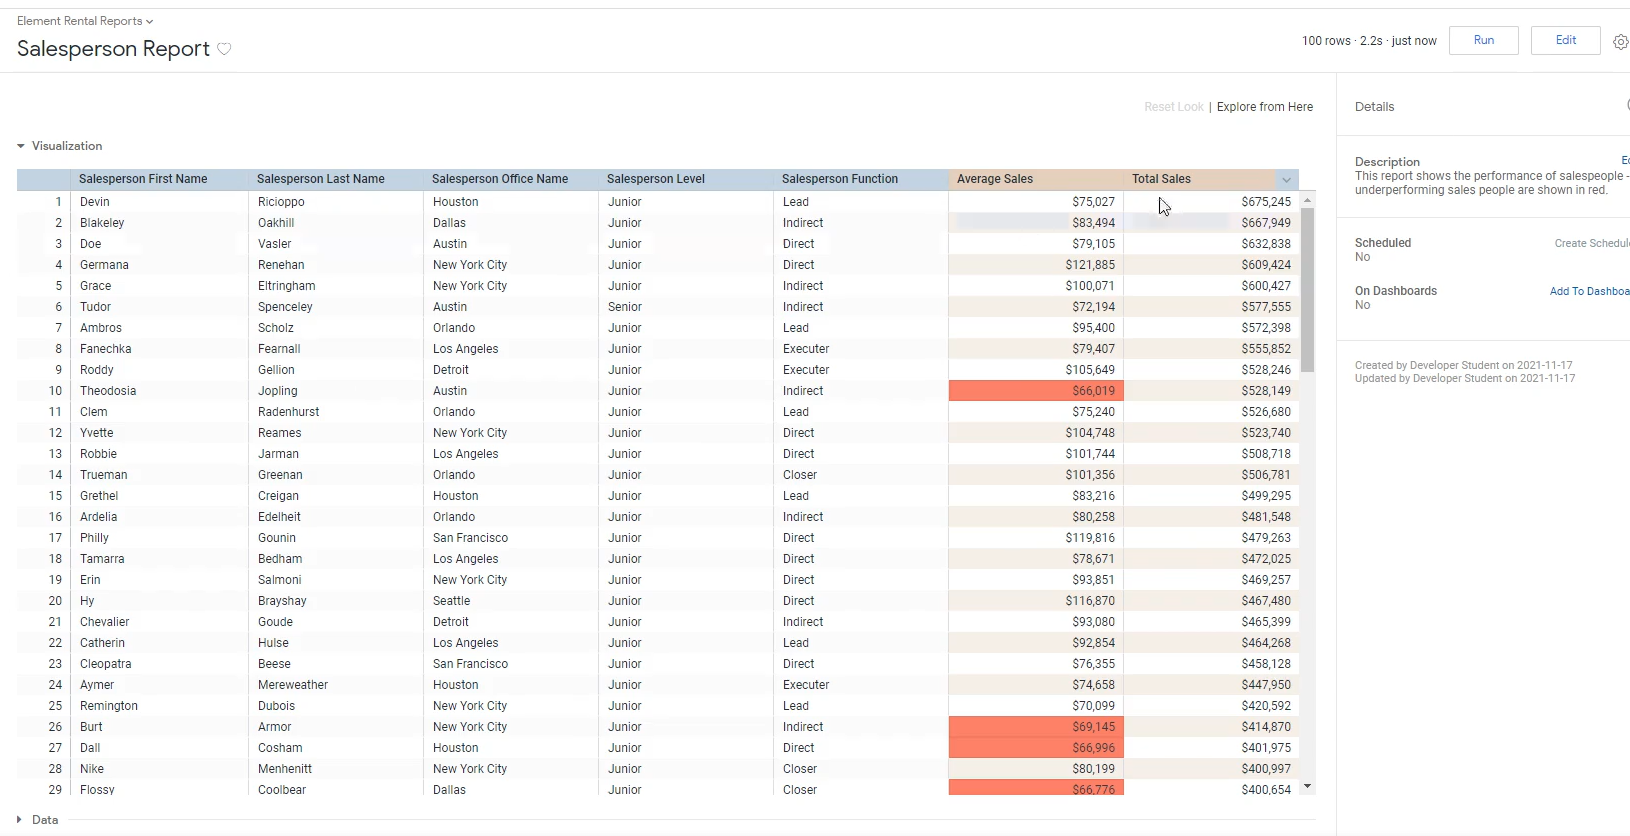 Element Rental Reports
Salesperson Report
100 rows · 2.2s · just now Run Edit
Reset Look | Explore from Here
Visualization
Salesperson First Name Salesperson Last Name Salesperson Office Name Salesperson Level Salesperson Function Average Sales Total Sales
1 Devin Ricioppo Houston Junior Lead $75,027 $675,245
2 Blakeley Oakhill Dallas Junior Indirect $83,494 $667,949
3 Doe Vasler Austin Junior Direct $79,105 $632,838
4 Germana Renehan New York City Junior Direct $121,885 $609,424
5 Grace Eltringham New York City Junior Indirect $100,071 $600,427
6 Tudor Spenceley Austin Senior Indirect $72,194 $577,555
7 Ambros Scholz Orlando Junior Lead $95,400 $572,398
8 Fanechka Fearnall Los Angeles Junior Executer $79,407 $555,852
9 Roddy Gellion Detroit Junior Executer $105,649 $528,246
10 Theodosia Jopling Austin Junior Indirect $66,019 $528,149
11 Clem Radenhurst Orlando Junior Lead $75,240 $526,680
12 Yvette Reames New York City Junior Direct $104,748 $523,740
13 Robbie Jarman Los Angeles Junior Direct $101,744 $508,718
14 Trueman Greenan Orlando Junior Closer $101,356 $506,781
15 Grethel Creigan Houston Junior Lead $83,216 $499,295
16 Ardelia Edelheit Orlando Junior Indirect $80,258 $481,548
17 Philly Gounin San Francisco Junior Direct $119,816 $479,263
18 Tamarra Bedham Los Angeles Junior Direct $78,671 $472,025
19 Erin Salmoni New York City Junior Direct $93,851 $469,257
20 Hy Brayshay Seattle Junior Direct $116,870 $467,480
21 Chevalier Goude Detroit Junior Indirect $93,080 $465,399
22 Catherin Hulse Los Angeles Junior Lead $92,854 $464,268
23 Cleopatra Beese San Francisco Junior Direct $76,355 $458,128
24 Aymer Mereweather Houston Junior Executer $74,658 $447,950
25 Remington Dubois New York City Junior Lead $70,099 $420,592
26 Burt Armor New York City Junior Indirect $69,145 $414,870
27 Dall Cosham Houston Junior Direct $66,996 $401,975
28 Nike Menhenitt New York City Junior Closer $80,199 $400,997
29 Flossy Coolbear Dallas Junior Closer $66,776 $400,654
Data
Details
Description Ed
This report shows the performance of salespeople -
underperforming sales people are shown in red.
Scheduled Create Schedul
No
On Dashboards Add To Dashboa
No
Created by Developer Student on 2021-11-17
Updated by Developer Student on 2021-11-17